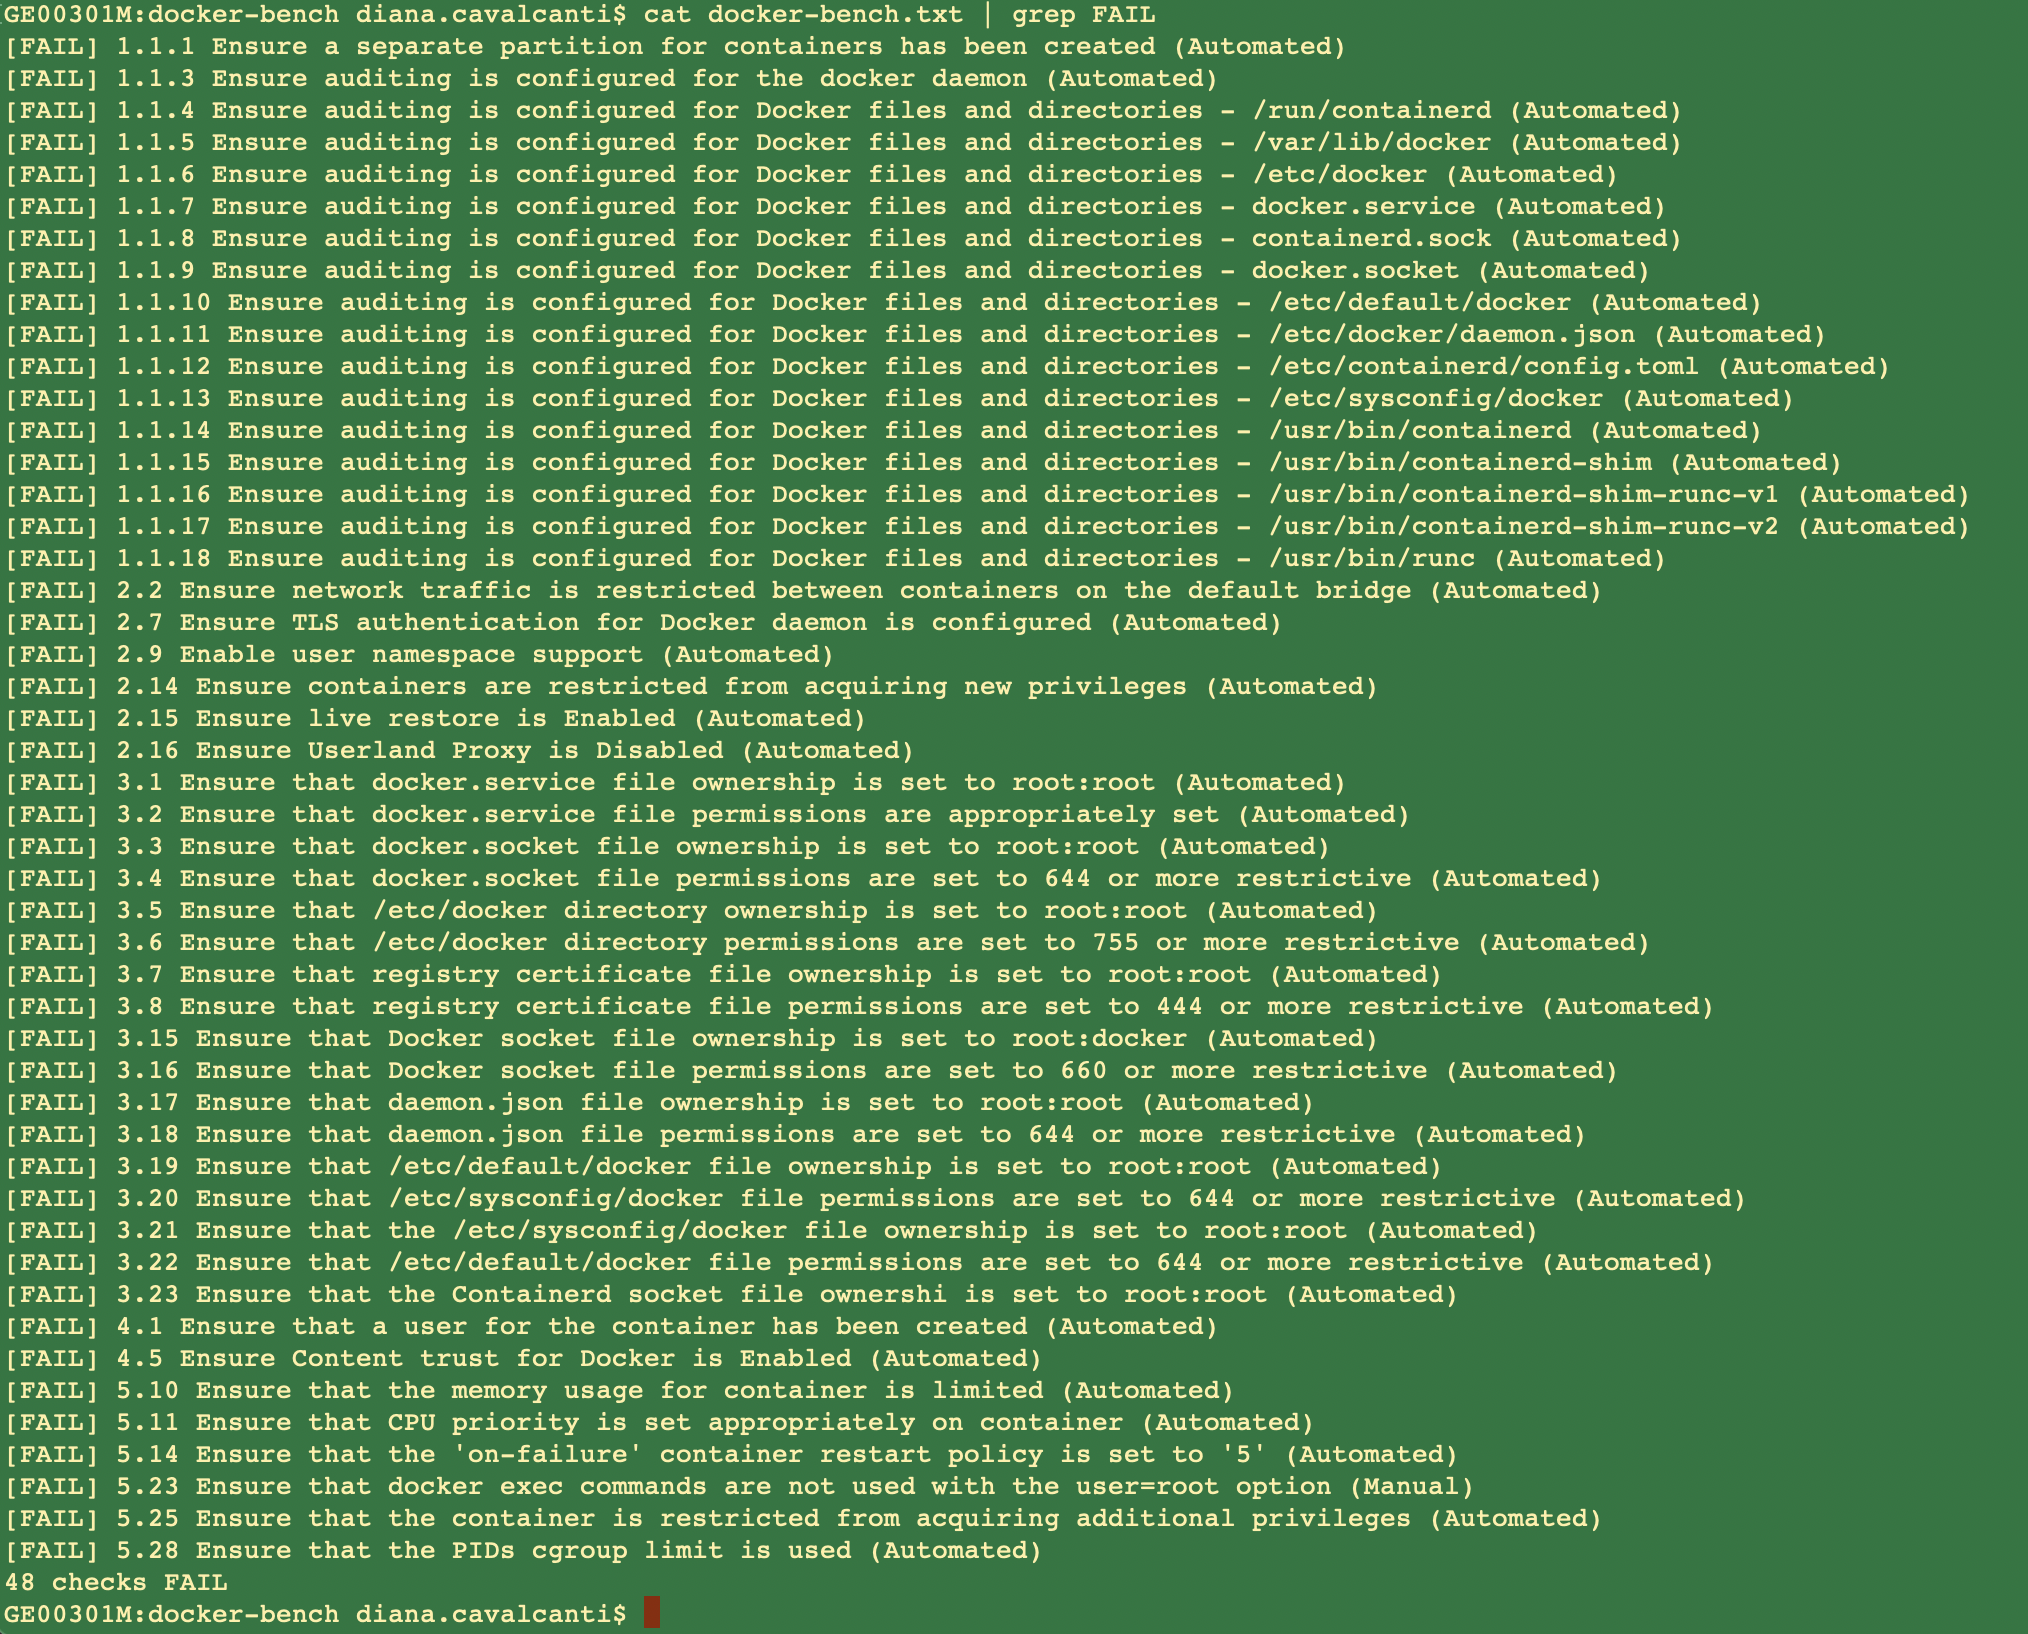 GE00301M:docker-bench diana.cavalcanti$ cat docker-bench.txt | grep FAIL
[FAIL] 1.1.1 Ensure a separate partition for containers has been created (Automated)
[FAIL] 1.1.3 Ensure auditing is configured for the docker daemon (Automated)
[FAIL] 1.1.4 Ensure auditing is configured for Docker files and directories - /run/containerd (Automated)
[FAIL] 1.1.5 Ensure auditing is configured for Docker files and directories - /var/lib/docker (Automated)
[FAIL] 1.1.6 Ensure auditing is configured for Docker files and directories - /etc/docker (Automated)
[FAIL] 1.1.7 Ensure auditing is configured for Docker files and directories - docker.service (Automated)
[FAIL] 1.1.8 Ensure auditing is configured for Docker files and directories - containerd.sock (Automated)
[FAIL] 1.1.9 Ensure auditing is configured for Docker files and directories - docker.socket (Automated)
[FAIL] 1.1.10 Ensure auditing is configured for Docker files and directories - /etc/default/docker (Automated)
[FAIL] 1.1.11 Ensure auditing is configured for Docker files and directories - /etc/docker/daemon.json (Automated)
[FAIL] 1.1.12 Ensure auditing is configured for Docker files and directories - /etc/containerd/config.toml (Automated)
[FAIL] 1.1.13 Ensure auditing is configured for Docker files and directories - /etc/sysconfig/docker (Automated)
[FAIL] 1.1.14 Ensure auditing is configured for Docker files and directories - /usr/bin/containerd (Automated)
[FAIL] 1.1.15 Ensure auditing is configured for Docker files and directories - /usr/bin/containerd-shim (Automated)
[FAIL] 1.1.16 Ensure auditing is configured for Docker files and directories - /usr/bin/containerd-shim-runc-v1 (Automated)
[FAIL] 1.1.17 Ensure auditing is configured for Docker files and directories - /usr/bin/containerd-shim-runc-v2 (Automated)
[FAIL] 1.1.18 Ensure auditing is configured for Docker files and directories - /usr/bin/runc (Automated)
[FAIL] 2.2 Ensure network traffic is restricted between containers on the default bridge (Automated)
[FAIL] 2.7 Ensure TLS authentication for Docker daemon is configured (Automated)
[FAIL] 2.9 Enable user namespace support (Automated)
[FAIL] 2.14 Ensure containers are restricted from acquiring new privileges (Automated)
[FAIL] 2.15 Ensure live restore is Enabled (Automated)
[FAIL] 2.16 Ensure Userland Proxy is Disabled (Automated)
[FAIL] 3.1 Ensure that docker.service file ownership is set to root:root (Automated)
[FAIL] 3.2 Ensure that docker.service file permissions are appropriately set (Automated)
[FAIL] 3.3 Ensure that docker.socket file ownership is set to root:root (Automated)
[FAIL] 3.4 Ensure that docker.socket file permissions are set to 644 or more restrictive (Automated)
[FAIL] 3.5 Ensure that /etc/docker directory ownership is set to root:root (Automated)
[FAIL] 3.6 Ensure that /etc/docker directory permissions are set to 755 or more restrictive (Automated)
[FAIL] 3.7 Ensure that registry certificate file ownership is set to root:root (Automated)
[FAIL] 3.8 Ensure that registry certificate file permissions are set to 444 or more restrictive (Automated)
[FAIL] 3.15 Ensure that Docker socket file ownership is set to root:docker (Automated)
[FAIL] 3.16 Ensure that Docker socket file permissions are set to 660 or more restrictive (Automated)
[FAIL] 3.17 Ensure that daemon.json file ownership is set to root:root (Automated)
[FAIL] 3.18 Ensure that daemon.json file permissions are set to 644 or more restrictive (Automated)
[FAIL] 3.19 Ensure that /etc/default/docker file ownership is set to root:root (Automated)
[FAIL] 3.20 Ensure that /etc/sysconfig/docker file permissions are set to 644 or more restrictive (Automated)
[FAIL] 3.21 Ensure that the /etc/sysconfig/docker file ownership is set to root:root (Automated)
[FAIL] 3.22 Ensure that /etc/default/docker file permissions are set to 644 or more restrictive (Automated)
[FAIL] 3.23 Ensure that the Containerd socket file ownershi is set to root:root (Automated)
[FAIL] 4.1 Ensure that a user for the container has been created (Automated)
[FAIL] 4.5 Ensure Content trust for Docker is Enabled (Automated)
[FAIL] 5.10 Ensure that the memory usage for container is limited (Automated)
[FAIL] 5.11 Ensure that CPU priority is set appropriately on container (Automated)
[FAIL] 5.14 Ensure that the 'on-failure' container restart policy is set to '5' (Automated)
[FAIL] 5.23 Ensure that docker exec commands are not used with the user=root option (Manual)
[FAIL] 5.25 Ensure that the container is restricted from acquiring additional privileges (Automated)
[FAIL] 5.28 Ensure that the PIDs cgroup limit is used (Automated)
48 checks FAIL
GE00301M:docker-bench diana.cavalcanti$